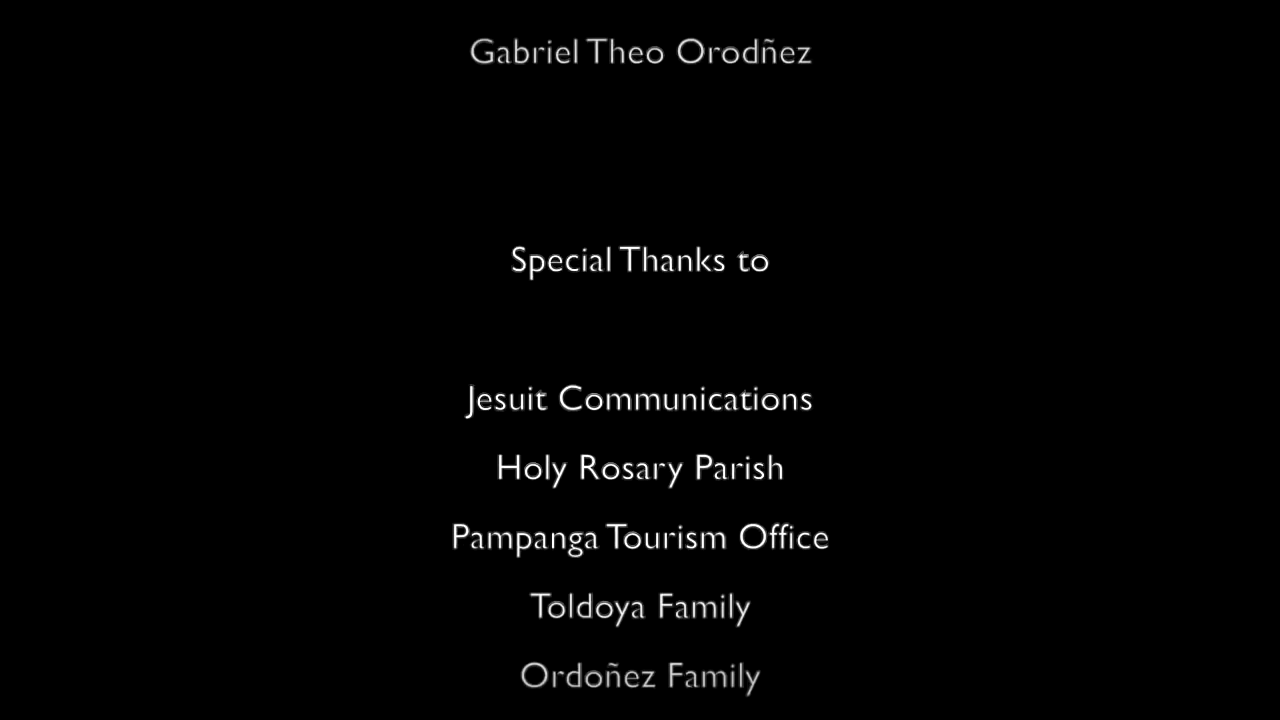 Gabriel Theo Orodñez
Special Thanks to
Jesuit Communications
Holy Rosary Parish
Pampanga Tourism Office
Toldoya Family
Ordoñez Family